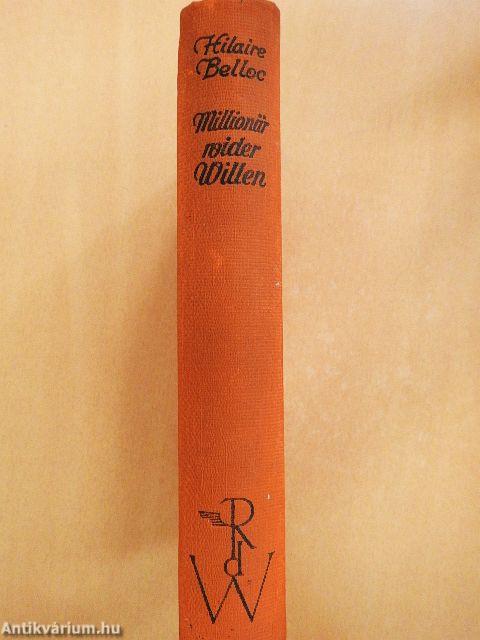 Hilaire
Belloc
Millionär
wider
Willen
R
d
W
Antikvárium.hu